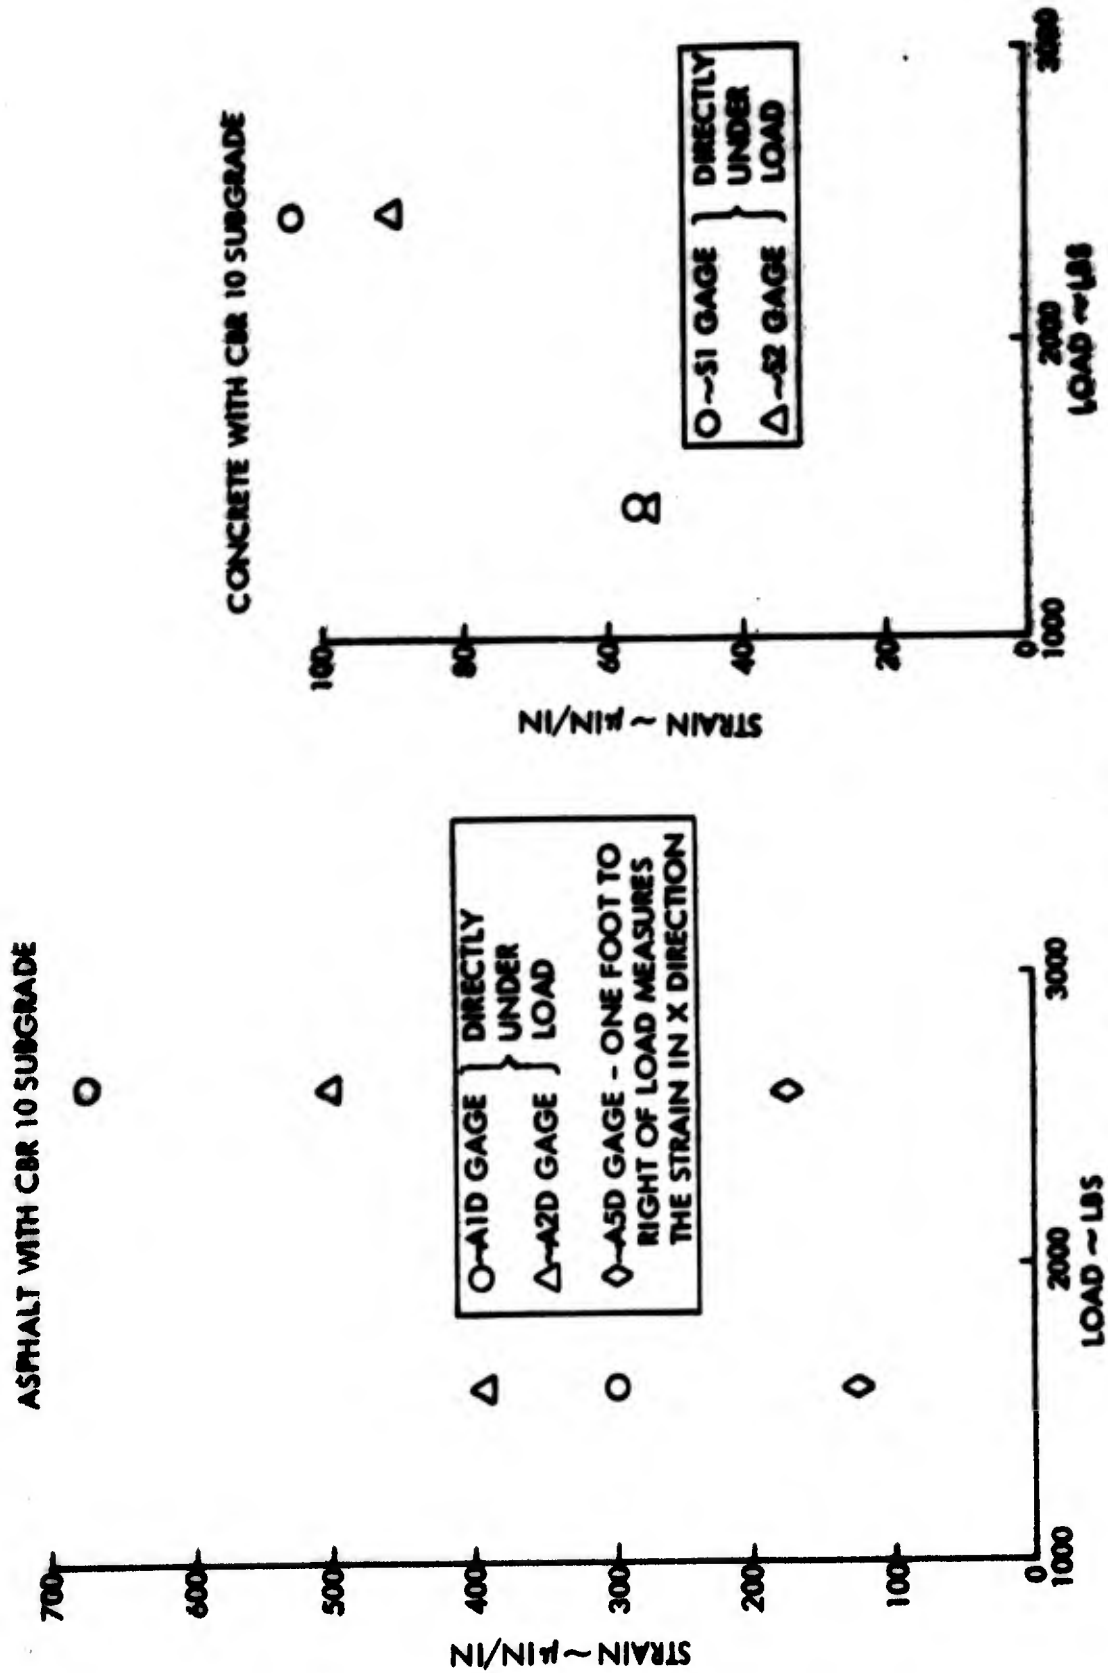 ASPHALT WITH CBR 10 SUBGRADE
700
600
500
400
300
200
100
0
STRAIN ~ μIN/IN
1000
2000
3000
LOAD ~ LBS
○~A1D GAGE } DIRECTLY
UNDER
△~A2D GAGE } LOAD
◇~A5D GAGE - ONE FOOT TO
RIGHT OF LOAD MEASURES
THE STRAIN IN X DIRECTION
CONCRETE WITH CBR 10 SUBGRADE
100
80
60
40
20
0
STRAIN ~ μIN/IN
1000
2000
3000
LOAD ~ LBS
○~S1 GAGE } DIRECTLY
UNDER
△~S2 GAGE } LOAD